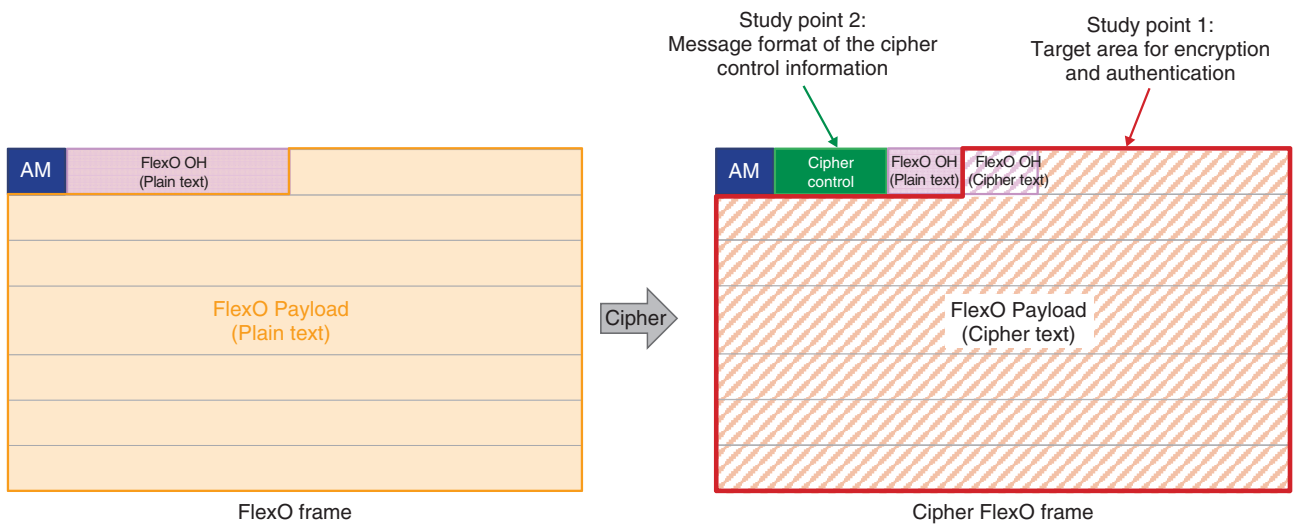 Study point 2:
Message format of the cipher
control information
Study point 1:
Target area for encryption
and authentication
AM
FlexO OH
(Plain text)
FlexO Payload
(Plain text)
FlexO frame
Cipher
AM
Cipher
control
FlexO OH
(Plain text)
FlexO OH
(Cipher text)
FlexO Payload
(Cipher text)
Cipher FlexO frame